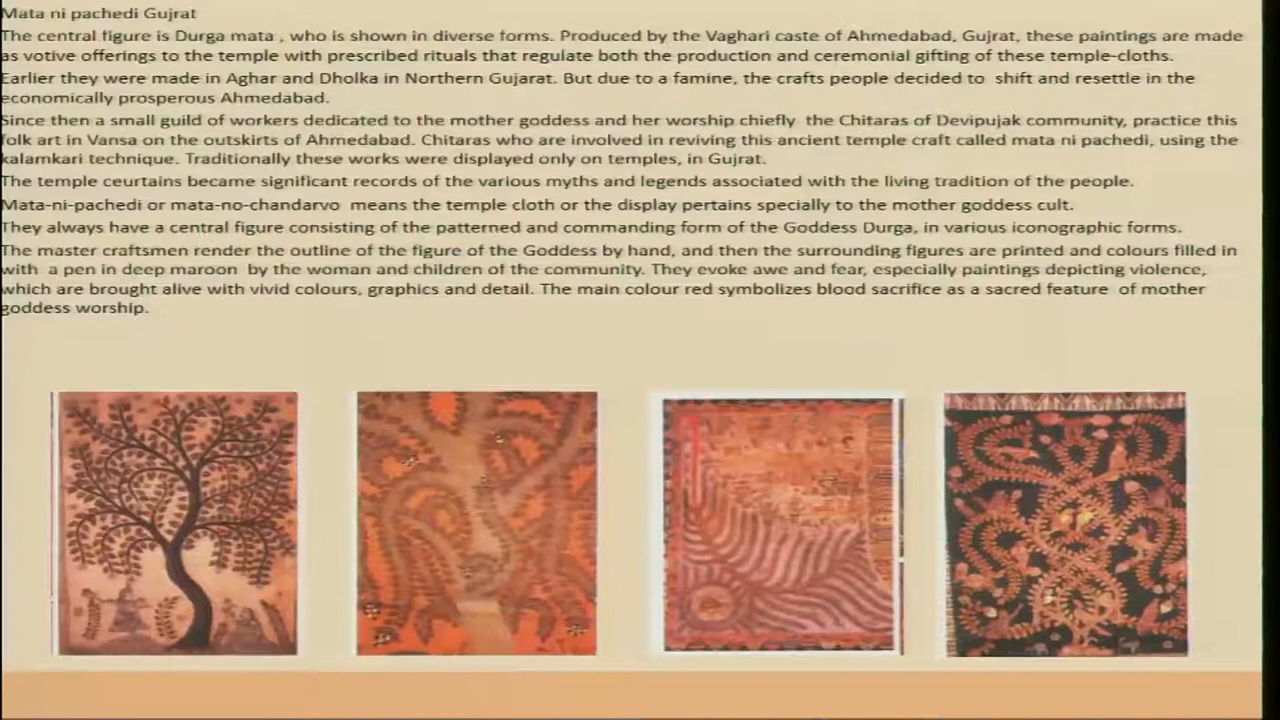 Mata ni pachedi Gujrat
The central figure is Durga mata , who is shown in diverse forms. Produced by the Vaghari caste of Ahmedabad, Gujrat, these paintings are made
as votive offerings to the temple with prescribed rituals that regulate both the production and ceremonial gifting of these temple-cloths.
Earlier they were made in Aghar and Dholka in Northern Gujarat. But due to a famine, the crafts people decided to shift and resettle in the
economically prosperous Ahmedabad.
Since then a small guild of workers dedicated to the mother goddess and her worship chiefly the Chitaras of Devipujak community, practice this
folk art in Vansa on the outskirts of Ahmedabad. Chitaras who are involved in reviving this ancient temple craft called mata ni pachedi, using the
kalamkari technique. Traditionally these works were displayed only on temples, in Gujrat.
The temple ceurtains became significant records of the various myths and legends associated with the living tradition of the people.
Mata-ni-pachedi or mata-no-chandarvo means the temple cloth or the display pertains specially to the mother goddess cult.
They always have a central figure consisting of the patterned and commanding form of the Goddess Durga, in various iconographic forms.
The master craftsmen render the outline of the figure of the Goddess by hand, and then the surrounding figures are printed and colours filled in
with a pen in deep maroon by the woman and children of the community. They evoke awe and fear, especially paintings depicting violence,
which are brought alive with vivid colours, graphics and detail. The main colour red symbolizes blood sacrifice as a sacred feature of mother
goddess worship.